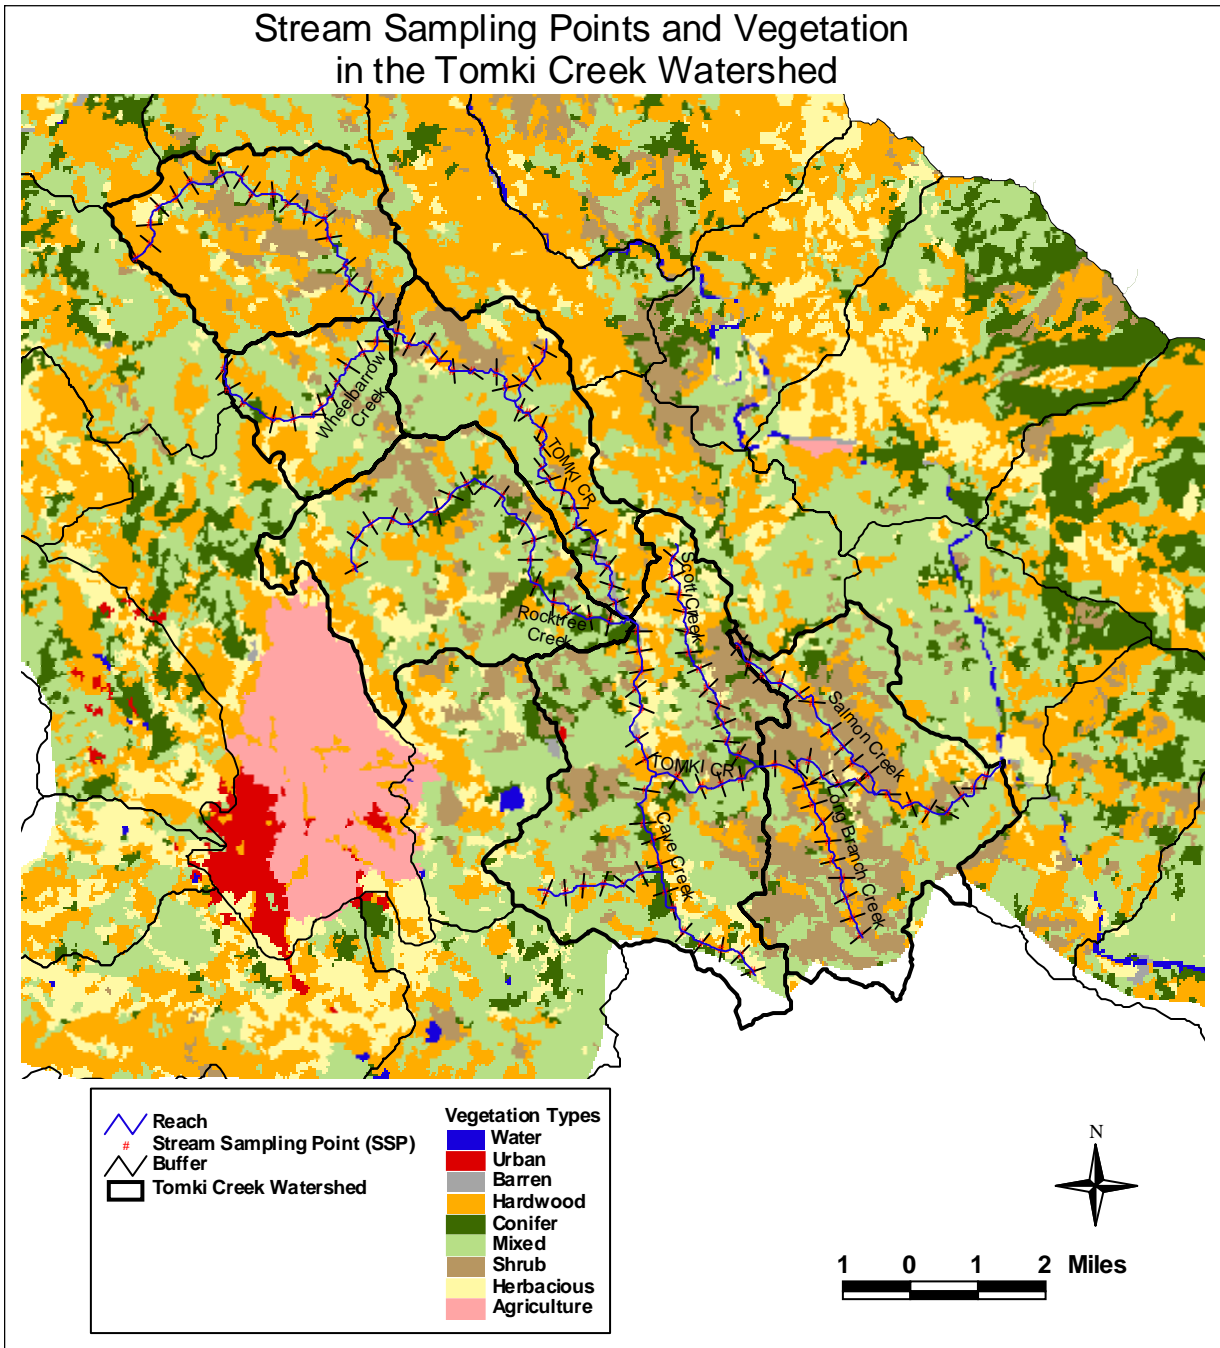 Stream Sampling Points and Vegetation
in the Tomki Creek Watershed
Wheelbarrow
Creek
TOMKI CR
Scott Creek
Rocktree
Creek
Salmon Creek
TOMKI CR
Long Branch Creek
Cave Creek
Reach
# Stream Sampling Point (SSP)
Buffer
Tomki Creek Watershed
Vegetation Types
Water
Urban
Barren
Hardwood
Conifer
Mixed
Shrub
Herbacious
Agriculture
N
1 0 1 2 Miles